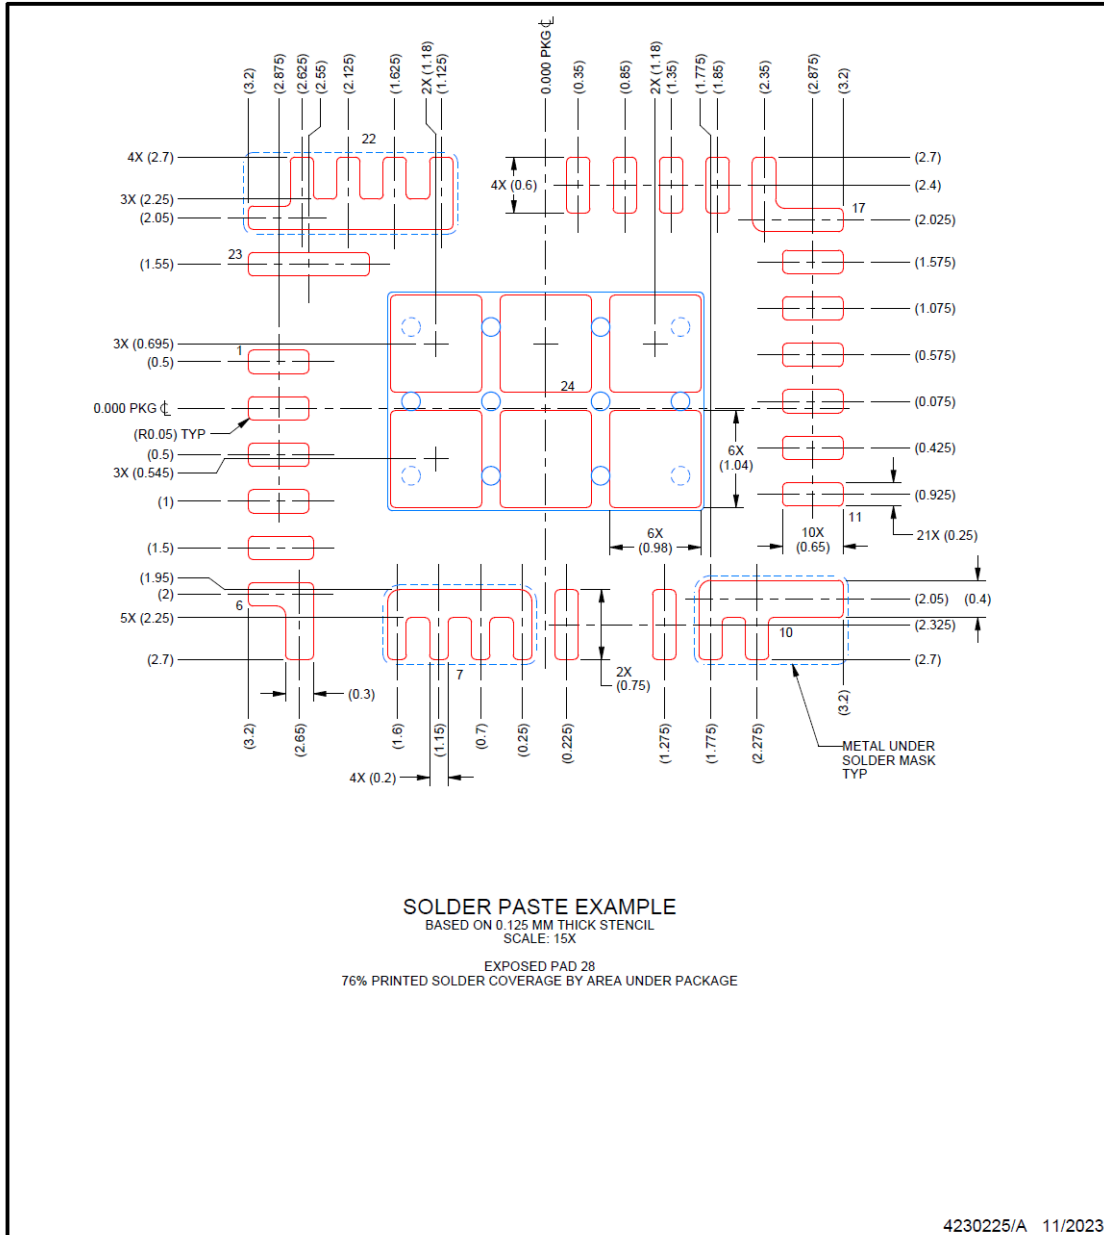 0.000 PKG ℄
(3.2)
(2.875)
(2.625)
(2.55)
(2.125)
(1.625)
2X (1.18)
(1.125)
(0.35)
(0.85)
2X (1.18)
(1.35)
(1.775)
(1.85)
(2.35)
(2.875)
(3.2)
22
4X (2.7)
3X (2.25)
(2.05)
23
(1.55)
3X (0.695)
1
(0.5)
0.000 PKG ℄
(R0.05) TYP
(0.5)
3X (0.545)
(1)
(1.5)
(1.95)
(2)
6
5X (2.25)
(2.7)
4X (0.6)
24
6X
(1.04)
6X
(0.98)
(2.7)
(2.4)
17
(2.025)
(1.575)
(1.075)
(0.575)
(0.075)
(0.425)
(0.925)
11
10X
(0.65)
21X (0.25)
(2.05)
(0.4)
(2.325)
10
(2.7)
7
2X
(0.75)
(0.3)
(3.2)
(2.65)
(1.6)
(1.15)
(0.7)
(0.25)
(0.225)
(1.275)
(1.775)
(2.275)
(3.2)
4X (0.2)
METAL UNDER
SOLDER MASK
TYP
SOLDER PASTE EXAMPLE
BASED ON 0.125 MM THICK STENCIL
SCALE: 15X
EXPOSED PAD 28
76% PRINTED SOLDER COVERAGE BY AREA UNDER PACKAGE
4230225/A 11/2023